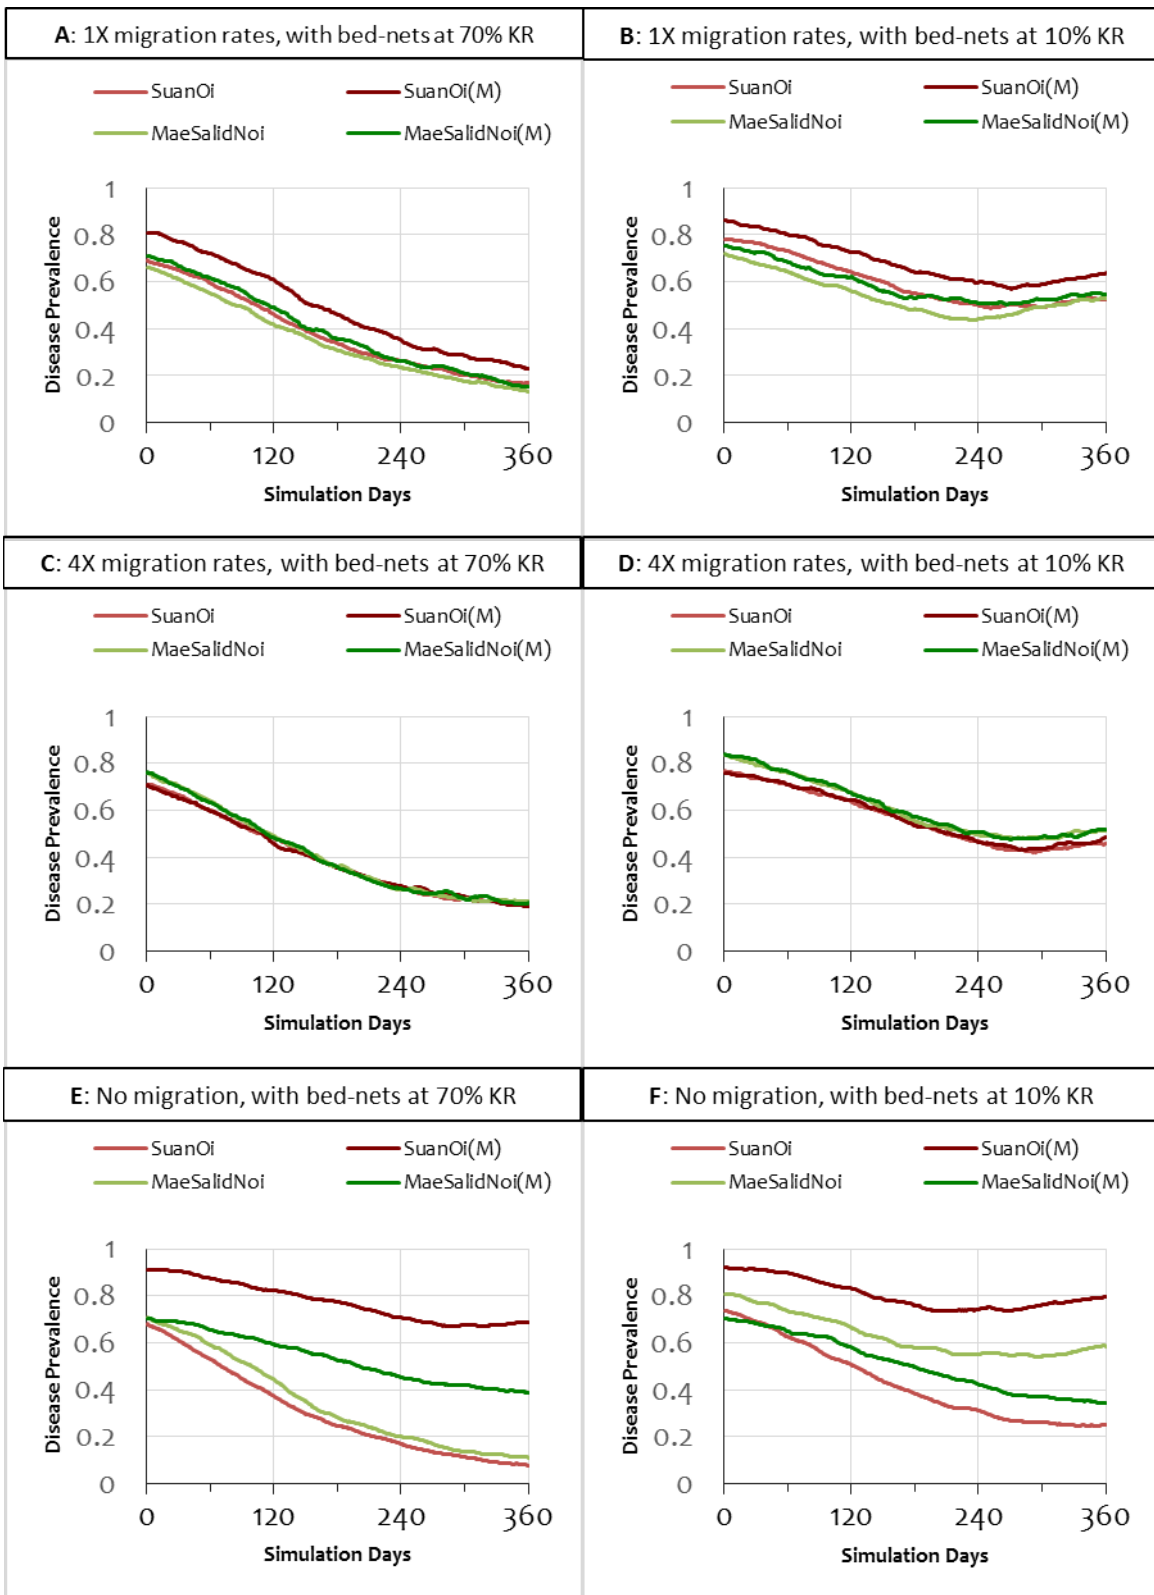 A: 1X migration rates, with bed-nets at 70% KR
SuanOi
SuanOi(M)
MaeSalidNoi
MaeSalidNoi(M)
Disease Prevalence
1
0.8
0.6
0.4
0.2
0
0
120
240
360
Simulation Days
B: 1X migration rates, with bed-nets at 10% KR
SuanOi
SuanOi(M)
MaeSalidNoi
MaeSalidNoi(M)
Disease Prevalence
1
0.8
0.6
0.4
0.2
0
0
120
240
360
Simulation Days
C: 4X migration rates, with bed-nets at 70% KR
SuanOi
SuanOi(M)
MaeSalidNoi
MaeSalidNoi(M)
Disease Prevalence
1
0.8
0.6
0.4
0.2
0
0
120
240
360
Simulation Days
D: 4X migration rates, with bed-nets at 10% KR
SuanOi
SuanOi(M)
MaeSalidNoi
MaeSalidNoi(M)
Disease Prevalence
1
0.8
0.6
0.4
0.2
0
0
120
240
360
Simulation Days
E: No migration, with bed-nets at 70% KR
SuanOi
SuanOi(M)
MaeSalidNoi
MaeSalidNoi(M)
Disease Prevalence
1
0.8
0.6
0.4
0.2
0
0
120
240
360
Simulation Days
F: No migration, with bed-nets at 10% KR
SuanOi
SuanOi(M)
MaeSalidNoi
MaeSalidNoi(M)
Disease Prevalence
1
0.8
0.6
0.4
0.2
0
0
120
240
360
Simulation Days